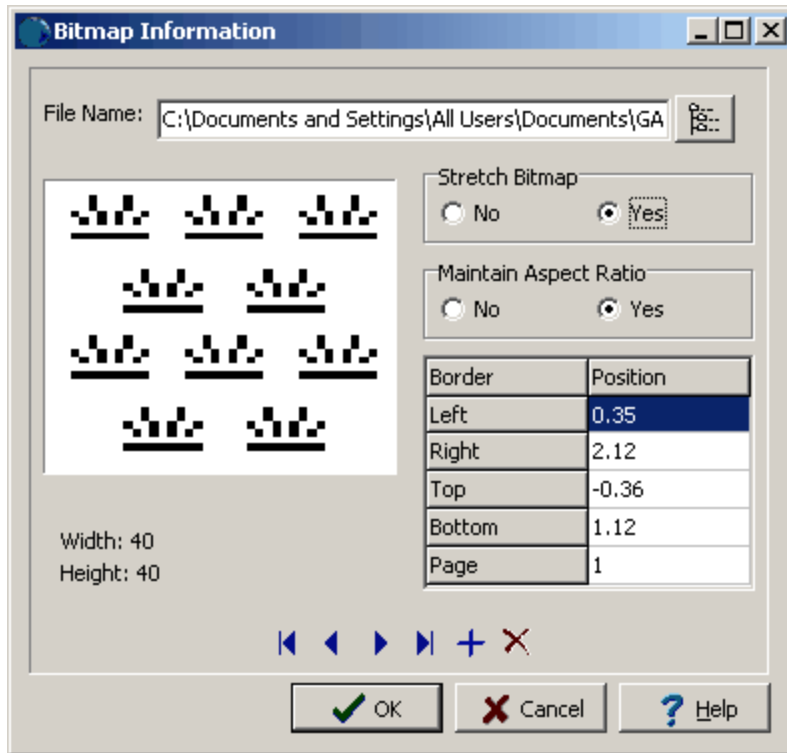 Bitmap Information
File Name: C:\Documents and Settings\All Users\Documents\GA
Stretch Bitmap
No Yes
Maintain Aspect Ratio
No Yes
Border Position
Left 0.35
Right 2.12
Top -0.36
Bottom 1.12
Page 1
Width: 40
Height: 40
OK Cancel Help